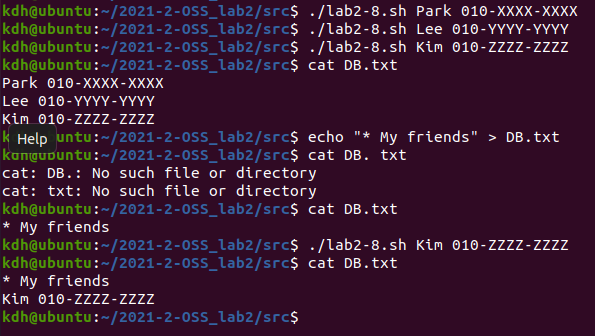 kdh@ubuntu:~/2021-2-OSS_lab2/src$ ./lab2-8.sh Park 010-XXXX-XXXX
kdh@ubuntu:~/2021-2-OSS_lab2/src$ ./lab2-8.sh Lee 010-YYYY-YYYY
kdh@ubuntu:~/2021-2-OSS_lab2/src$ ./lab2-8.sh Kim 010-ZZZZ-ZZZZ
kdh@ubuntu:~/2021-2-OSS_lab2/src$ cat DB.txt
Park 010-XXXX-XXXX
Lee 010-YYYY-YYYY
Kim 010-ZZZZ-ZZZZ
Help
kdh@ubuntu:~/2021-2-OSS_lab2/src$ echo "* My friends" > DB.txt
kdh@ubuntu:~/2021-2-OSS_lab2/src$ cat DB. txt
cat: DB.: No such file or directory
cat: txt: No such file or directory
kdh@ubuntu:~/2021-2-OSS_lab2/src$ cat DB.txt
* My friends
kdh@ubuntu:~/2021-2-OSS_lab2/src$ ./lab2-8.sh Kim 010-ZZZZ-ZZZZ
kdh@ubuntu:~/2021-2-OSS_lab2/src$ cat DB.txt
* My friends
Kim 010-ZZZZ-ZZZZ
kdh@ubuntu:~/2021-2-OSS_lab2/src$